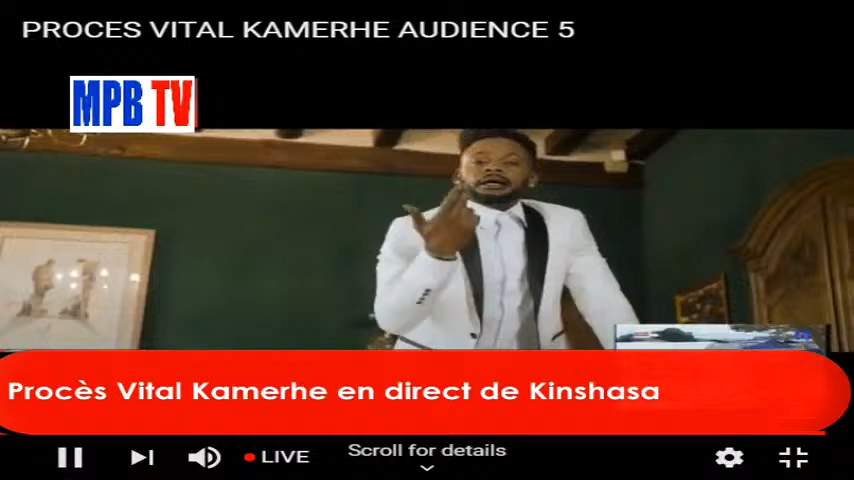 PROCES VITAL KAMERHE AUDIENCE 5
MPB TV
Procès Vital Kamerhe en direct de Kinshasa
LIVE
Scroll for details